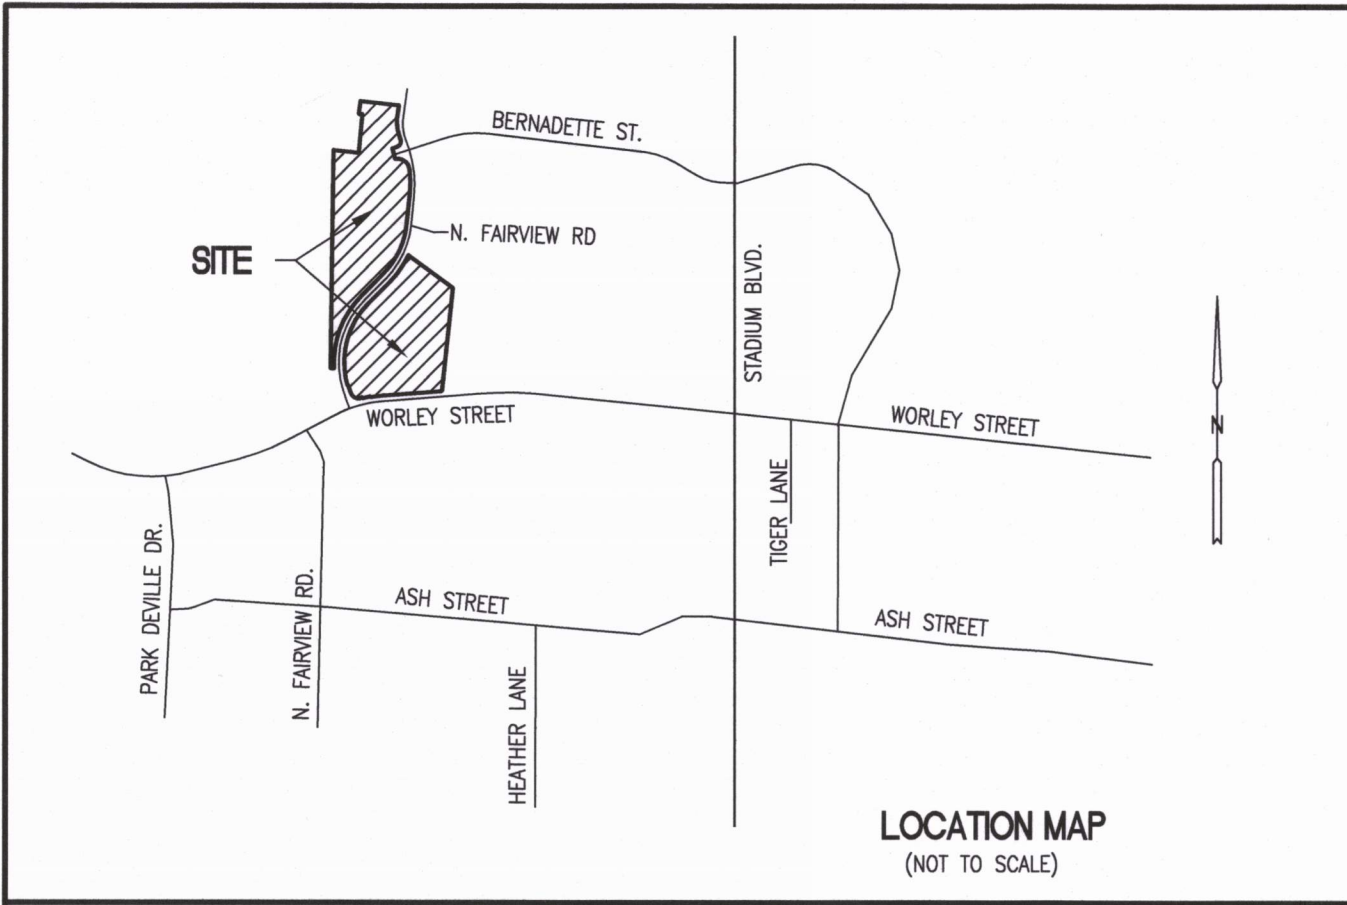 BERNADETTE ST.
N. FAIRVIEW RD
SITE
STADIUM BLVD.
WORLEY STREET
WORLEY STREET
N
TIGER LANE
PARK DEVILLE DR.
N. FAIRVIEW RD.
ASH STREET
ASH STREET
HEATHER LANE
LOCATION MAP
(NOT TO SCALE)